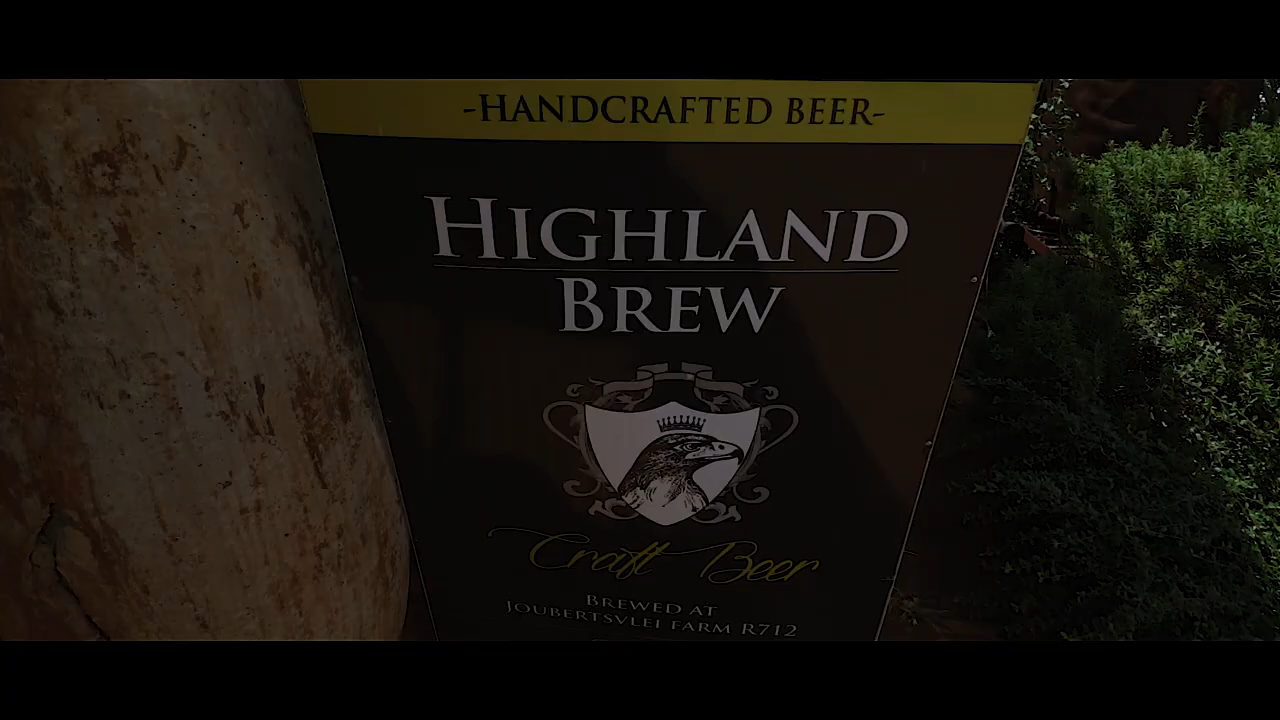 -HANDCRAFTED BEER-
HIGHLAND
BREW
Craft Beer
BREWED AT
JOUBERTSVLEI FARM R712